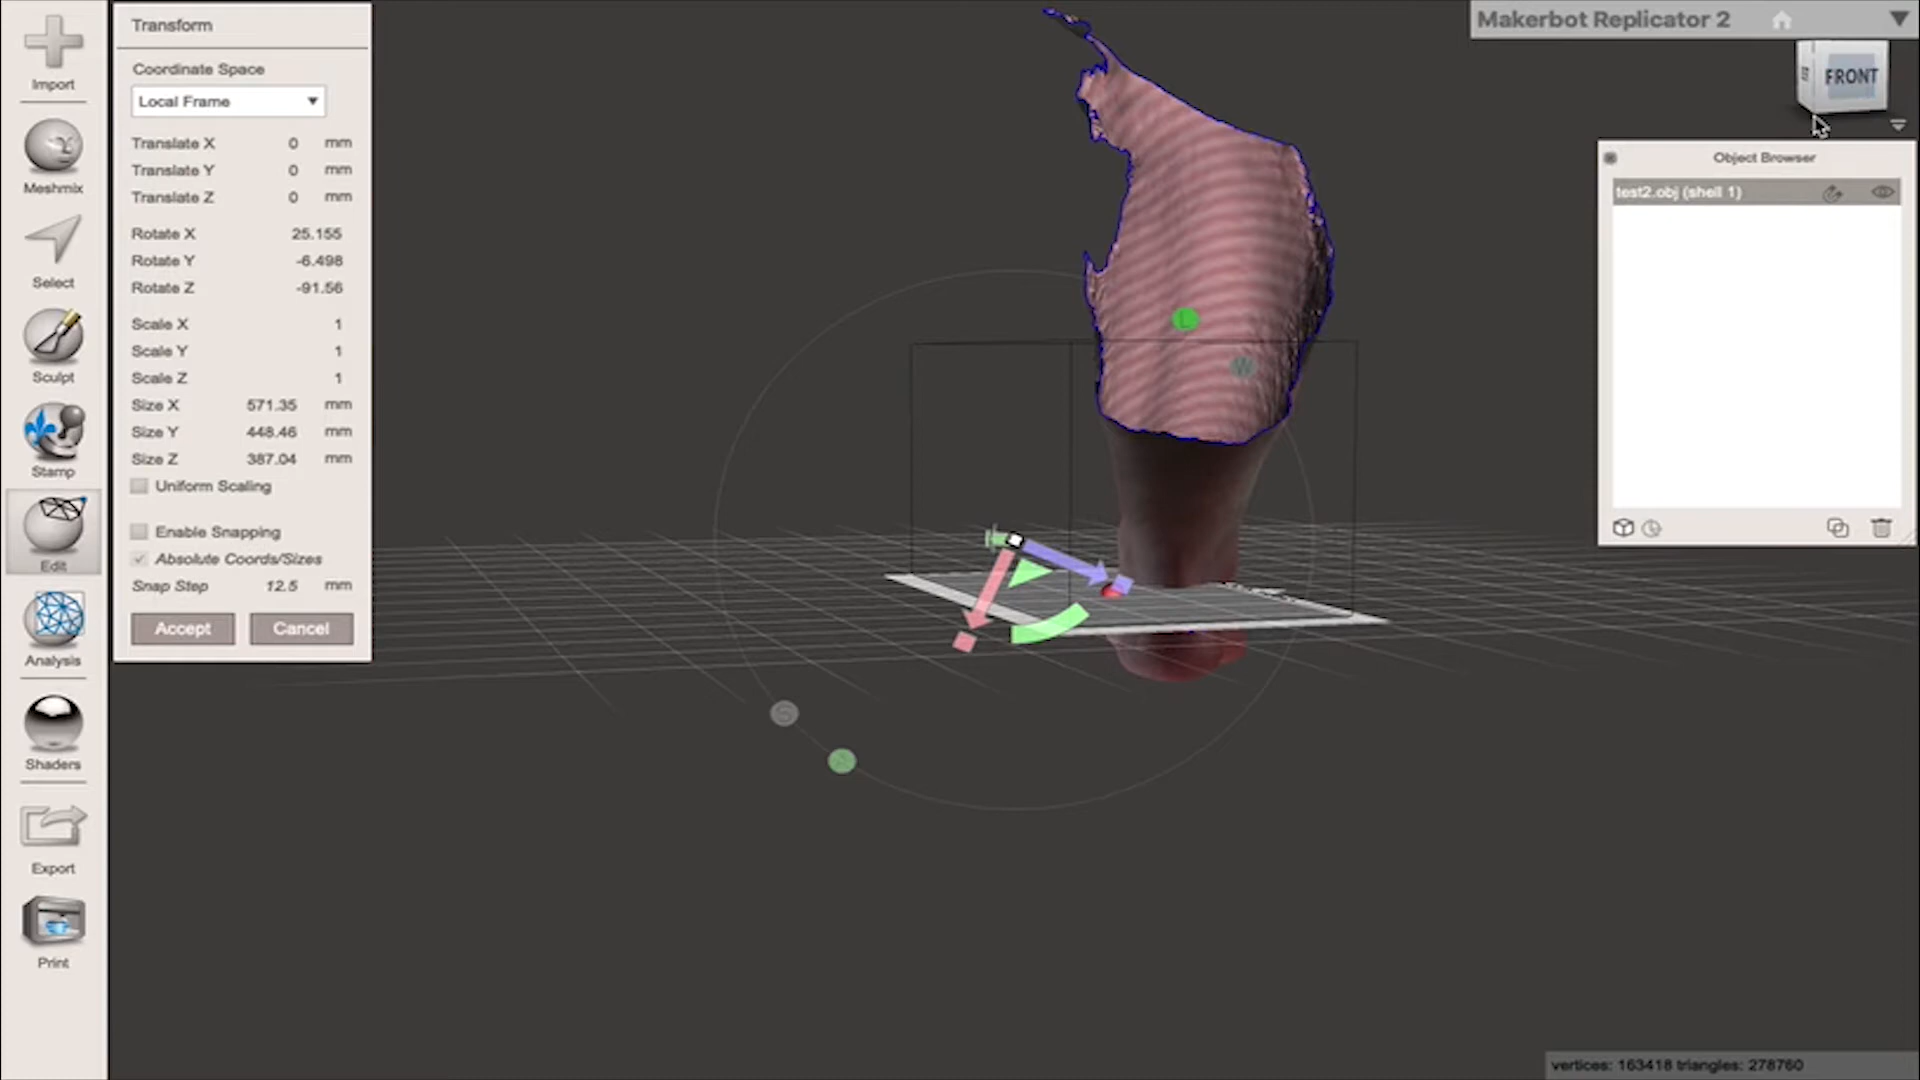 Import
Meshmix
Select
Sculpt
Stamp
Edit
Analysis
Shaders
Export
Print
Transform
Coordinate Space
Local Frame
Translate X 0 mm
Translate Y 0 mm
Translate Z 0 mm
Rotate X 25.155
Rotate Y -6.498
Rotate Z -91.56
Scale X 1
Scale Y 1
Scale Z 1
Size X 571.35 mm
Size Y 448.46 mm
Size Z 387.04 mm
Uniform Scaling
Enable Snapping
Absolute Coords/Sizes
Snap Step 12.5 mm
Accept Cancel
L
W
S
Makerbot Replicator 2
FRONT
Object Browser
test2.obj (shell 1)
vertices: 163418 triangles: 278760